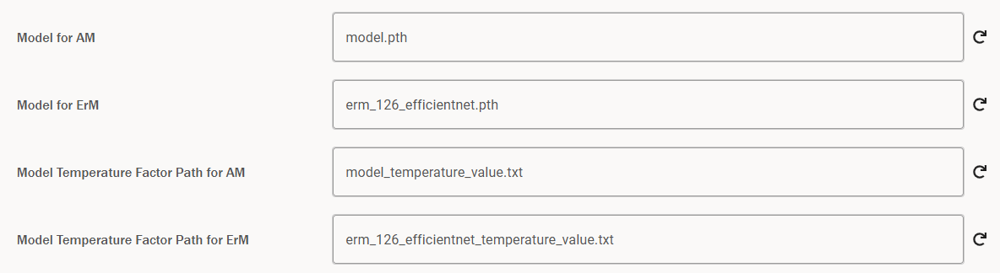 Model for AM
model.pth
Model for ErM
erm_126_efficientnet.pth
Model Temperature Factor Path for AM
model_temperature_value.txt
Model Temperature Factor Path for ErM
erm_126_efficientnet_temperature_value.txt